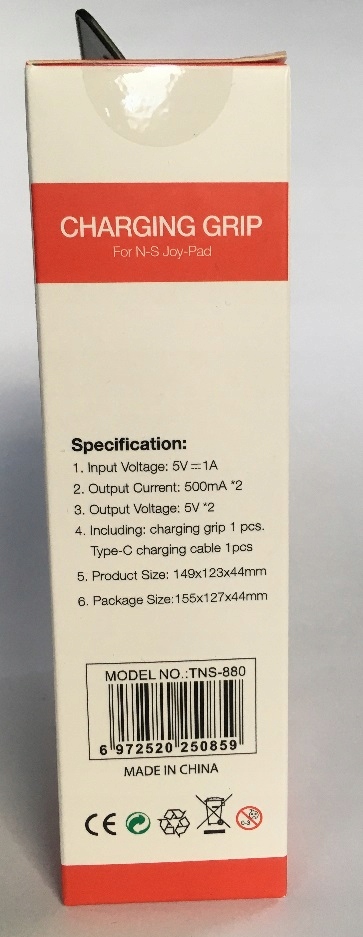 CHARGING GRIP
For N-S Joy-Pad
Specification:
1. Input Voltage: 5V⎓1A
2. Output Current: 500mA *2
3. Output Voltage: 5V *2
4. Including: charging grip 1 pcs.
Type-C charging cable 1pcs
5. Product Size: 149x123x44mm
6. Package Size:155x127x44mm
MODEL NO.:TNS-880
6 972520 250859
MADE IN CHINA
CE
0-3